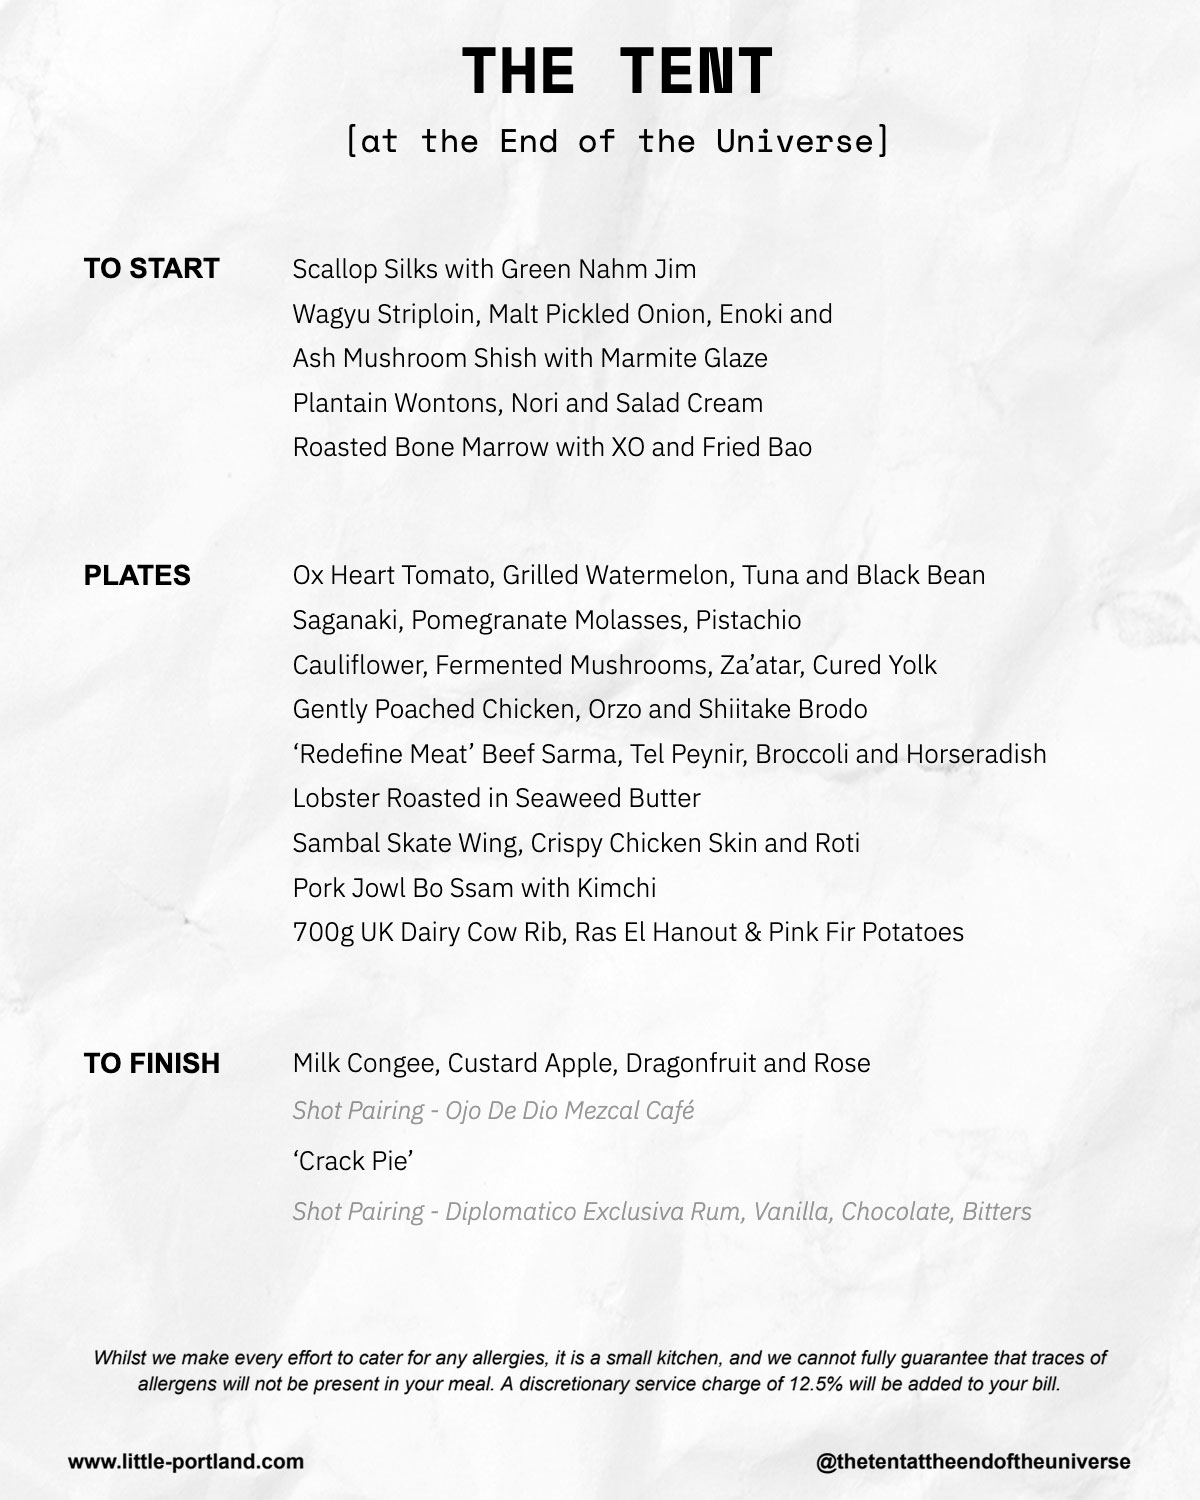 THE TENT
[at the End of the Universe]
TO START
Scallop Silks with Green Nahm Jim
Wagyu Striploin, Malt Pickled Onion, Enoki and
Ash Mushroom Shish with Marmite Glaze
Plantain Wontons, Nori and Salad Cream
Roasted Bone Marrow with XO and Fried Bao
PLATES
Ox Heart Tomato, Grilled Watermelon, Tuna and Black Bean
Saganaki, Pomegranate Molasses, Pistachio
Cauliflower, Fermented Mushrooms, Za’atar, Cured Yolk
Gently Poached Chicken, Orzo and Shiitake Brodo
‘Redefine Meat’ Beef Sarma, Tel Peynir, Broccoli and Horseradish
Lobster Roasted in Seaweed Butter
Sambal Skate Wing, Crispy Chicken Skin and Roti
Pork Jowl Bo Ssam with Kimchi
700g UK Dairy Cow Rib, Ras El Hanout & Pink Fir Potatoes
TO FINISH
Milk Congee, Custard Apple, Dragonfruit and Rose
Shot Pairing - Ojo De Dio Mezcal Café
‘Crack Pie’
Shot Pairing - Diplomatico Exclusiva Rum, Vanilla, Chocolate, Bitters
Whilst we make every effort to cater for any allergies, it is a small kitchen, and we cannot fully guarantee that traces of
allergens will not be present in your meal. A discretionary service charge of 12.5% will be added to your bill.
www.little-portland.com
@thetentattheendoftheuniverse